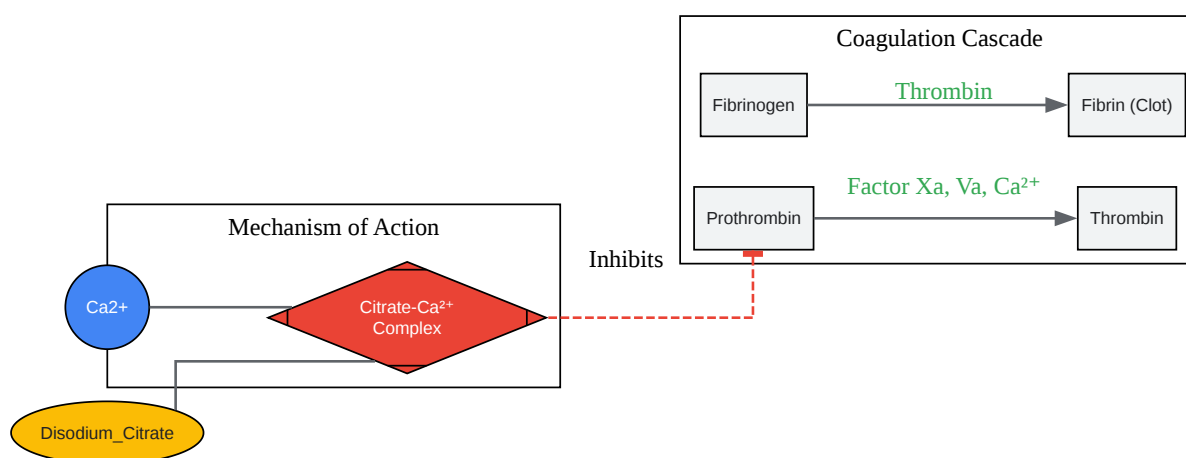 Coagulation Cascade
Fibrinogen
Thrombin
Fibrin (Clot)
Factor Xa, Va, Ca²⁺
Prothrombin
Thrombin
Mechanism of Action
Inhibits
Ca2+
Citrate-Ca²⁺
Complex
Disodium_Citrate